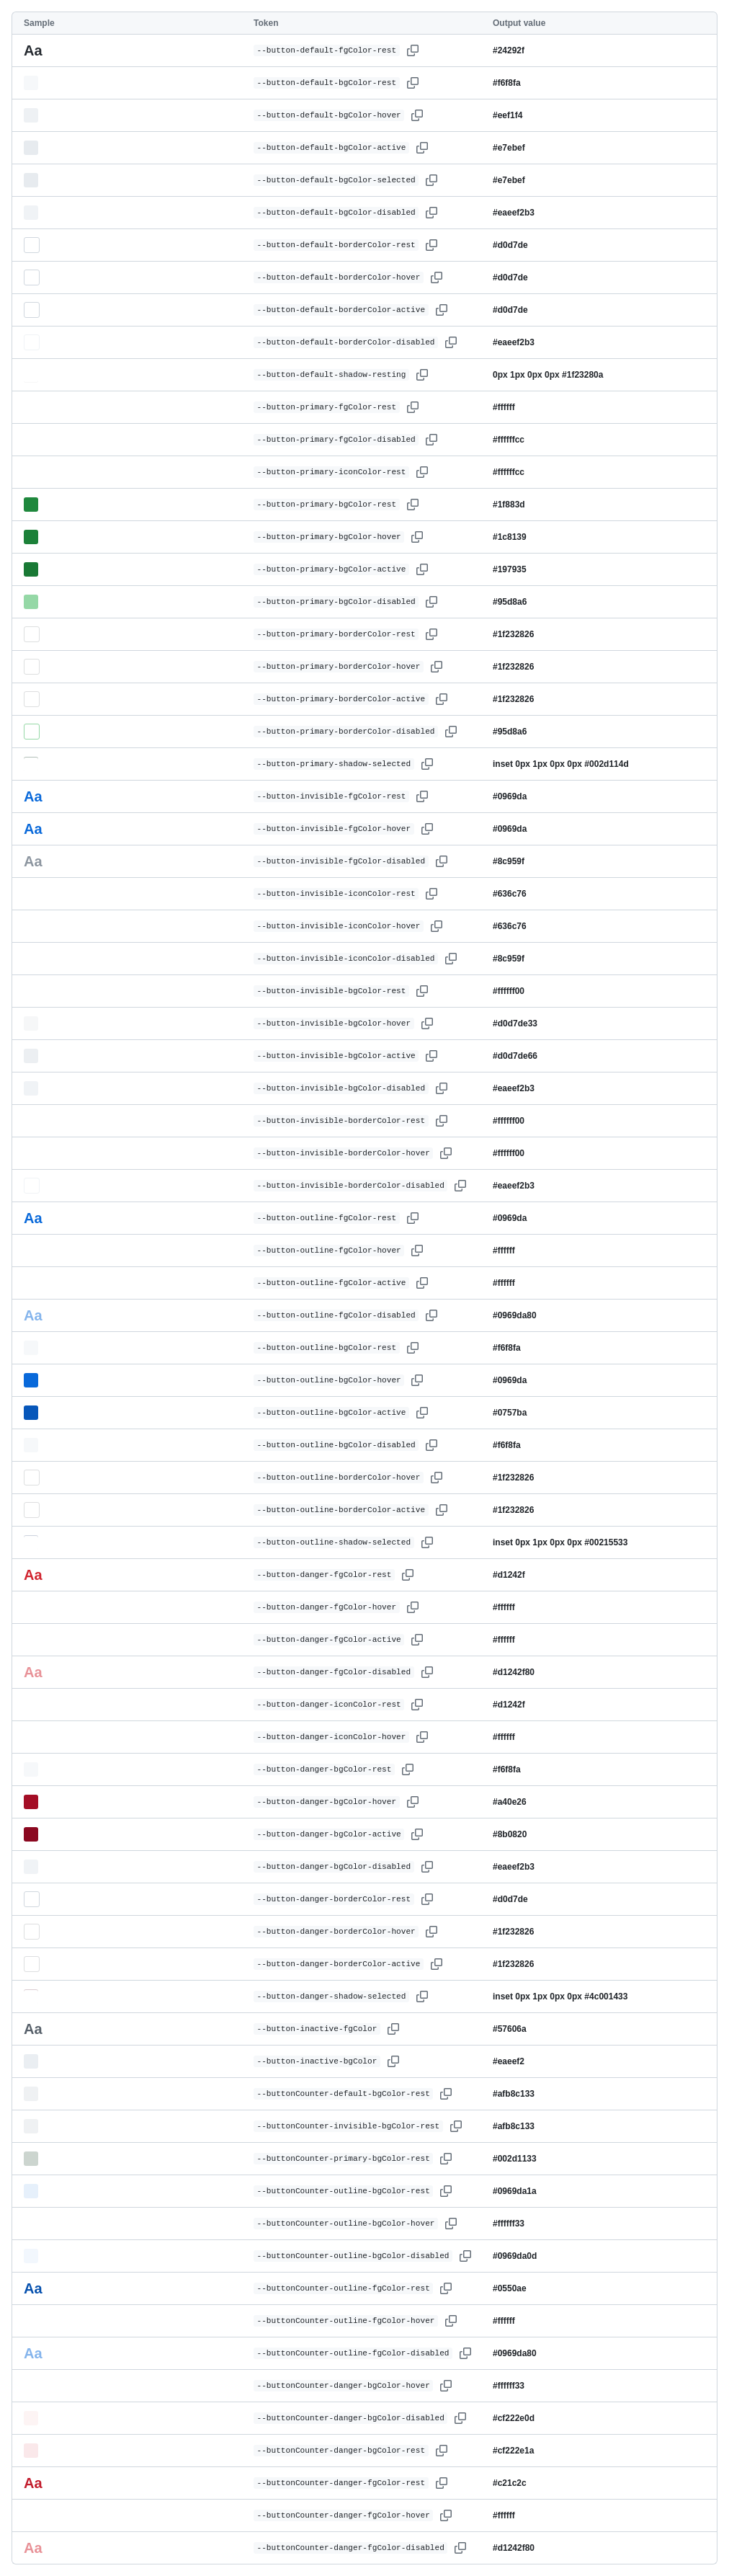 Sample Token Output value
Aa --button-default-fgColor-rest #24292f
--button-default-bgColor-rest #f6f8fa
--button-default-bgColor-hover #eef1f4
--button-default-bgColor-active #e7ebef
--button-default-bgColor-selected #e7ebef
--button-default-bgColor-disabled #eaeef2b3
--button-default-borderColor-rest #d0d7de
--button-default-borderColor-hover #d0d7de
--button-default-borderColor-active #d0d7de
--button-default-borderColor-disabled #eaeef2b3
--button-default-shadow-resting 0px 1px 0px 0px #1f23280a
--button-primary-fgColor-rest #ffffff
--button-primary-fgColor-disabled #ffffffcc
--button-primary-iconColor-rest #ffffffcc
--button-primary-bgColor-rest #1f883d
--button-primary-bgColor-hover #1c8139
--button-primary-bgColor-active #197935
--button-primary-bgColor-disabled #95d8a6
--button-primary-borderColor-rest #1f232826
--button-primary-borderColor-hover #1f232826
--button-primary-borderColor-active #1f232826
--button-primary-borderColor-disabled #95d8a6
--button-primary-shadow-selected inset 0px 1px 0px 0px #002d114d
Aa --button-invisible-fgColor-rest #0969da
Aa --button-invisible-fgColor-hover #0969da
Aa --button-invisible-fgColor-disabled #8c959f
--button-invisible-iconColor-rest #636c76
--button-invisible-iconColor-hover #636c76
--button-invisible-iconColor-disabled #8c959f
--button-invisible-bgColor-rest #ffffff00
--button-invisible-bgColor-hover #d0d7de33
--button-invisible-bgColor-active #d0d7de66
--button-invisible-bgColor-disabled #eaeef2b3
--button-invisible-borderColor-rest #ffffff00
--button-invisible-borderColor-hover #ffffff00
--button-invisible-borderColor-disabled #eaeef2b3
Aa --button-outline-fgColor-rest #0969da
--button-outline-fgColor-hover #ffffff
--button-outline-fgColor-active #ffffff
Aa --button-outline-fgColor-disabled #0969da80
--button-outline-bgColor-rest #f6f8fa
--button-outline-bgColor-hover #0969da
--button-outline-bgColor-active #0757ba
--button-outline-bgColor-disabled #f6f8fa
--button-outline-borderColor-hover #1f232826
--button-outline-borderColor-active #1f232826
--button-outline-shadow-selected inset 0px 1px 0px 0px #00215533
Aa --button-danger-fgColor-rest #d1242f
--button-danger-fgColor-hover #ffffff
--button-danger-fgColor-active #ffffff
Aa --button-danger-fgColor-disabled #d1242f80
--button-danger-iconColor-rest #d1242f
--button-danger-iconColor-hover #ffffff
--button-danger-bgColor-rest #f6f8fa
--button-danger-bgColor-hover #a40e26
--button-danger-bgColor-active #8b0820
--button-danger-bgColor-disabled #eaeef2b3
--button-danger-borderColor-rest #d0d7de
--button-danger-borderColor-hover #1f232826
--button-danger-borderColor-active #1f232826
--button-danger-shadow-selected inset 0px 1px 0px 0px #4c001433
Aa --button-inactive-fgColor #57606a
--button-inactive-bgColor #eaeef2
--buttonCounter-default-bgColor-rest #afb8c133
--buttonCounter-invisible-bgColor-rest #afb8c133
--buttonCounter-primary-bgColor-rest #002d1133
--buttonCounter-outline-bgColor-rest #0969da1a
--buttonCounter-outline-bgColor-hover #ffffff33
--buttonCounter-outline-bgColor-disabled #0969da0d
Aa --buttonCounter-outline-fgColor-rest #0550ae
--buttonCounter-outline-fgColor-hover #ffffff
Aa --buttonCounter-outline-fgColor-disabled #0969da80
--buttonCounter-danger-bgColor-hover #ffffff33
--buttonCounter-danger-bgColor-disabled #cf222e0d
--buttonCounter-danger-bgColor-rest #cf222e1a
Aa --buttonCounter-danger-fgColor-rest #c21c2c
--buttonCounter-danger-fgColor-hover #ffffff
Aa --buttonCounter-danger-fgColor-disabled #d1242f80